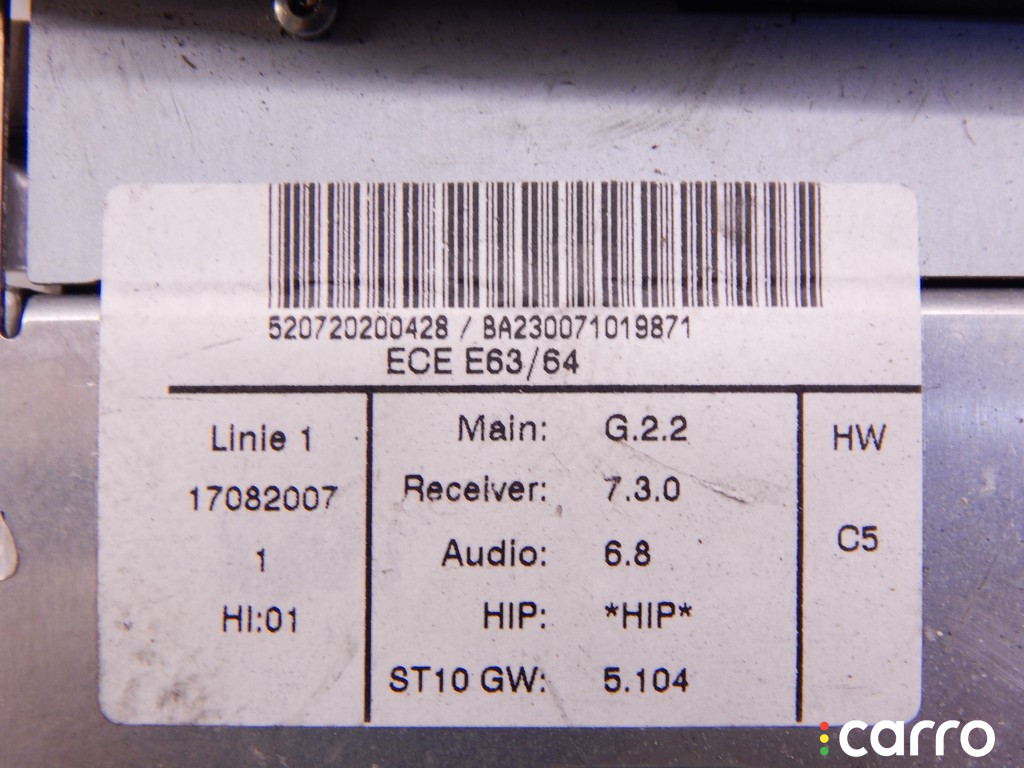 520720200428 / BA230071019871
ECE E63/64
Linie 1
17082007
1
HI:01
Main: G.2.2
Receiver: 7.3.0
Audio: 6.8
HIP: *HIP*
ST10 GW: 5.104
HW
C5
carro